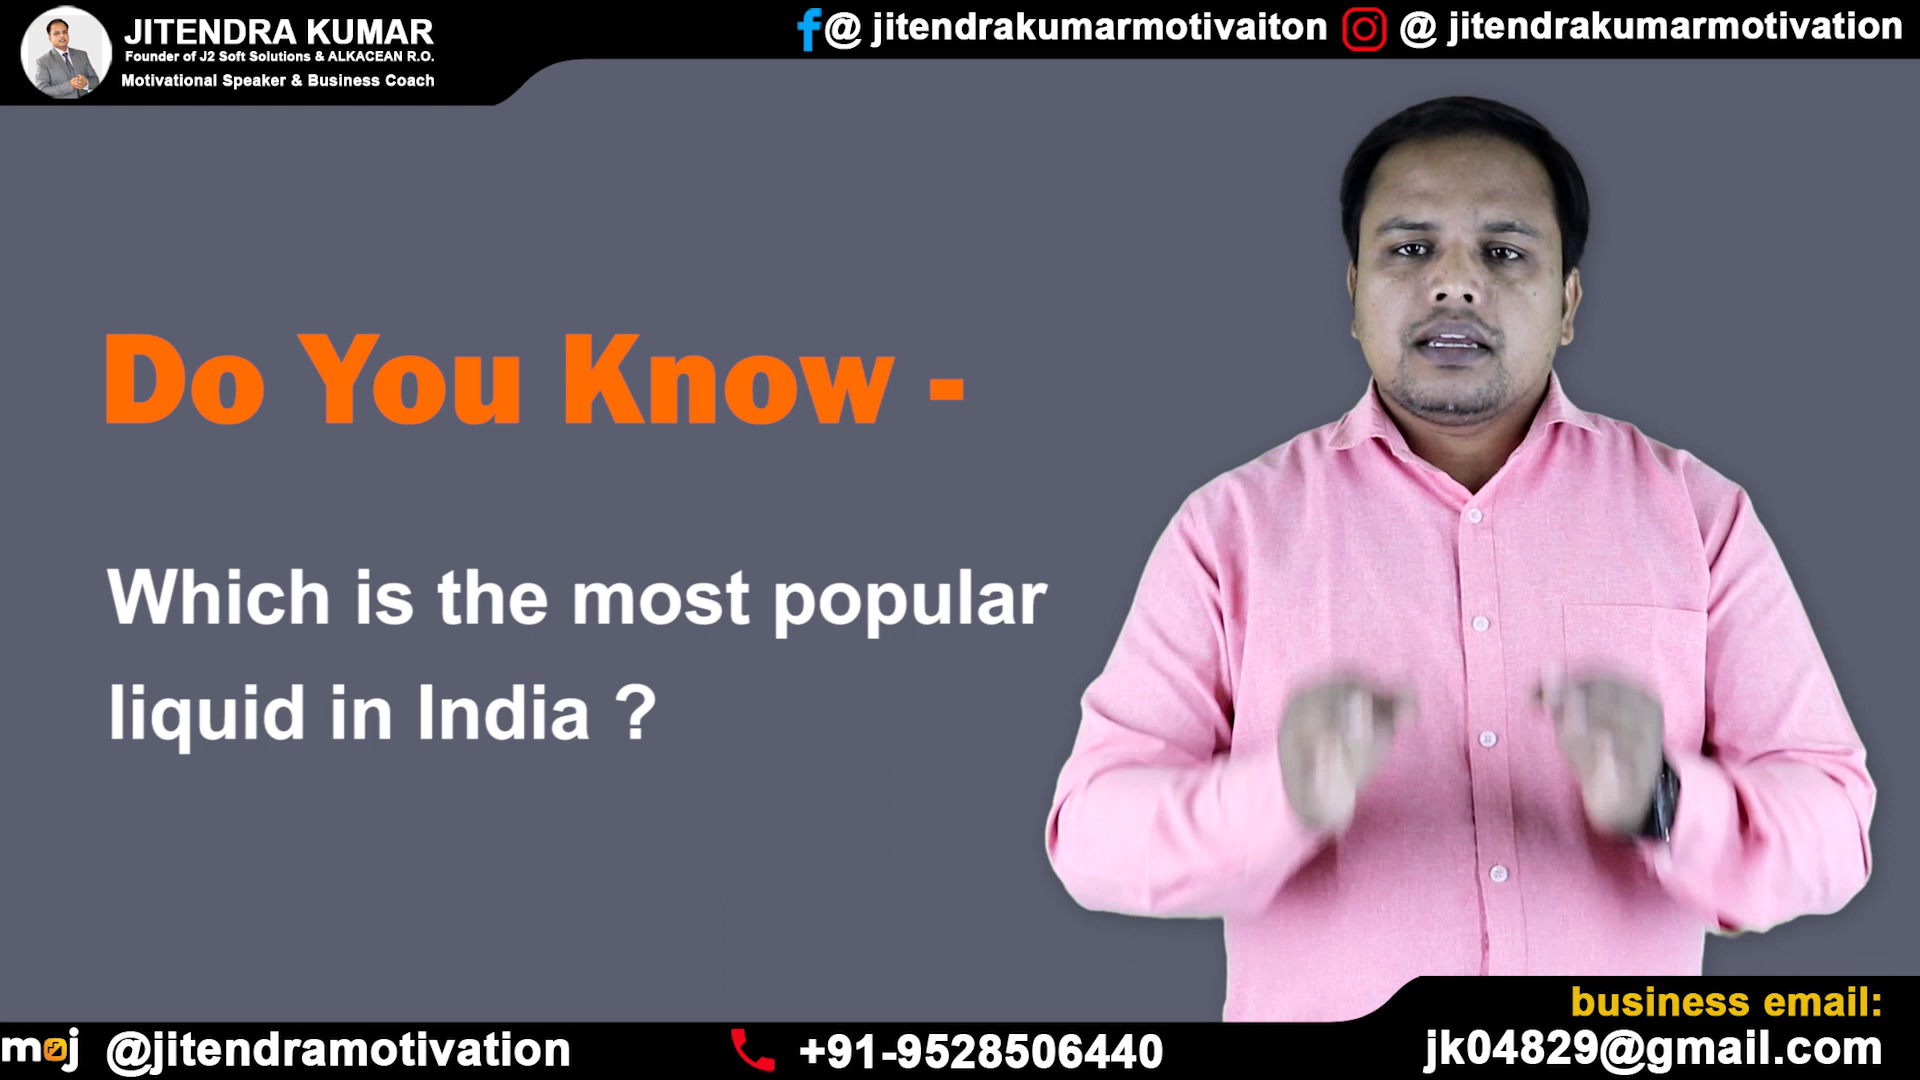 JITENDRA KUMAR
Founder of J2 Soft Solutions & ALKACEAN R.O.
Motivational Speaker & Business Coach
@ jitendrakumarmotivaiton @ jitendrakumarmotivation
Do You Know -
Which is the most popular
liquid in India ?
business email:
moj @jitendramotivation +91-9528506440 jk04829@gmail.com